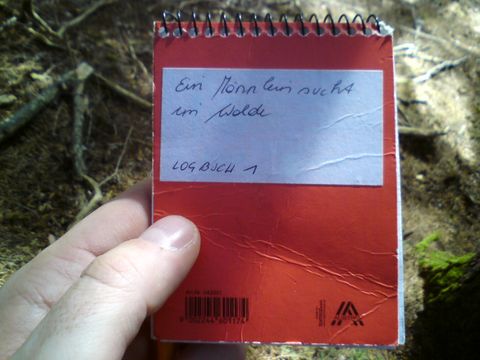 Ein Männlein sucht
im Walde
LOGBUCH 1